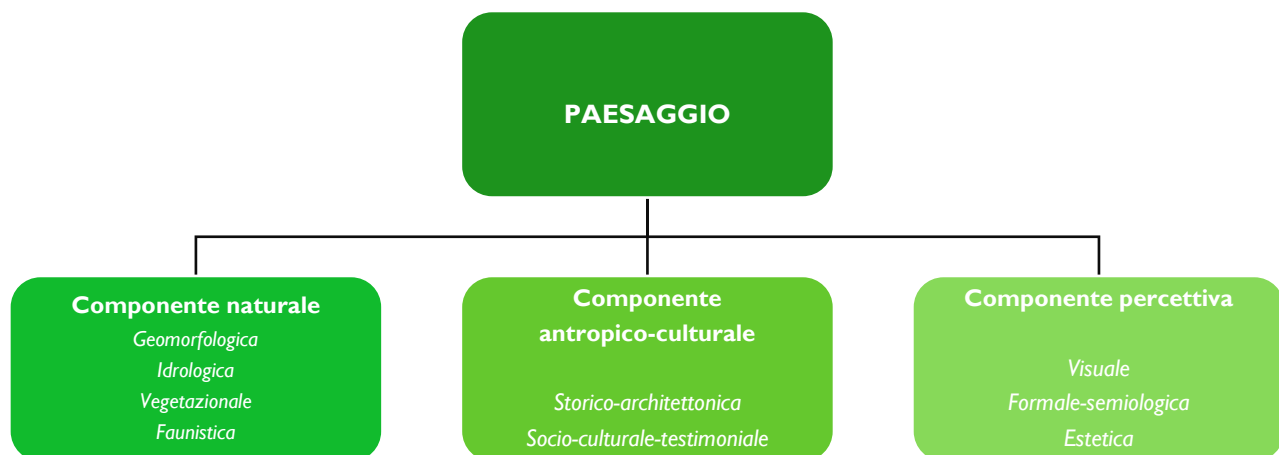 PAESAGGIO
Componente naturale
Geomorfologica
Idrologica
Vegetazionale
Faunistica
Componente
antropico-culturale
Storico-architettonica
Socio-culturale-testimoniale
Componente percettiva
Visuale
Formale-semiologica
Estetica